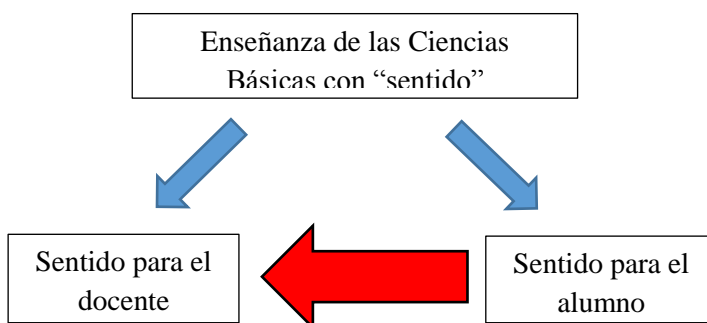 Enseñanza de las Ciencias
Básicas con “sentido”
Sentido para el
docente
Sentido para el
alumno